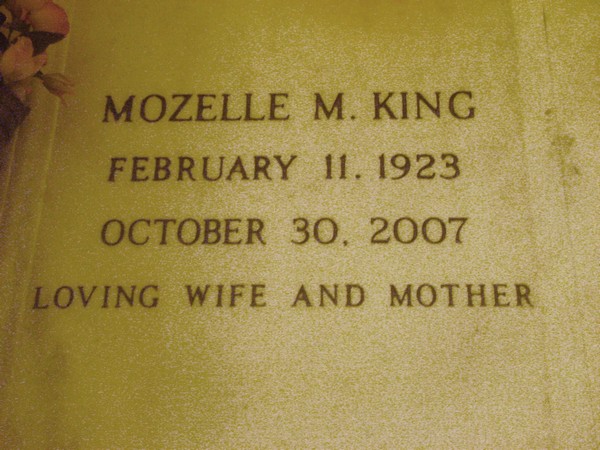 MOZELLE M. KING
FEBRUARY 11, 1923
OCTOBER 30, 2007
LOVING WIFE AND MOTHER